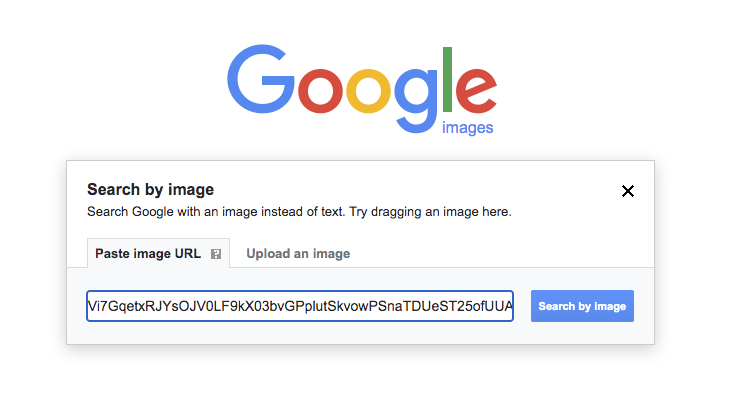 Google
images
Search by image
Search Google with an image instead of text. Try dragging an image here.
Paste image URL ?
Upload an image
Vi7GqetxRJYsOJV0LF9kX03bvGPplutSkvowPSnaTDUeST25ofUUA
Search by image